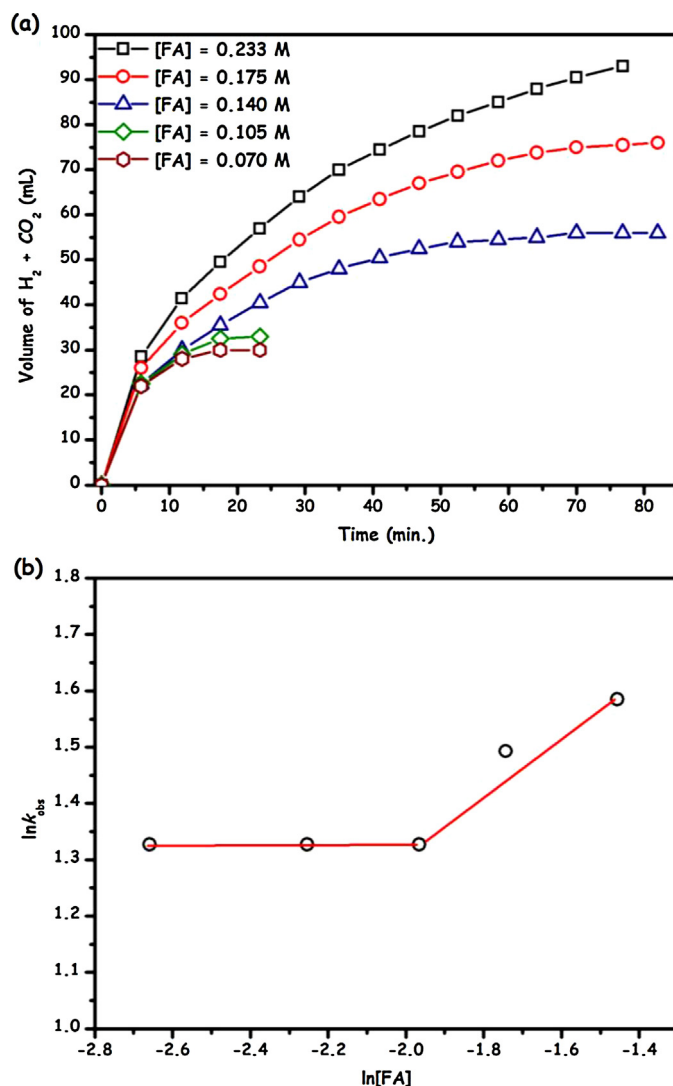 (a)
100
90
80
70
60
50
40
30
20
10
0
[FA] = 0.233 M
[FA] = 0.175 M
[FA] = 0.140 M
[FA] = 0.105 M
[FA] = 0.070 M
Volume of H₂ + CO₂ (mL)
0 10 20 30 40 50 60 70 80
Time (min.)
(b)
1.8
1.7
1.6
1.5
1.4
1.3
1.2
1.1
1.0
lnk_obs
-2.8 -2.6 -2.4 -2.2 -2.0 -1.8 -1.6 -1.4
ln[FA]